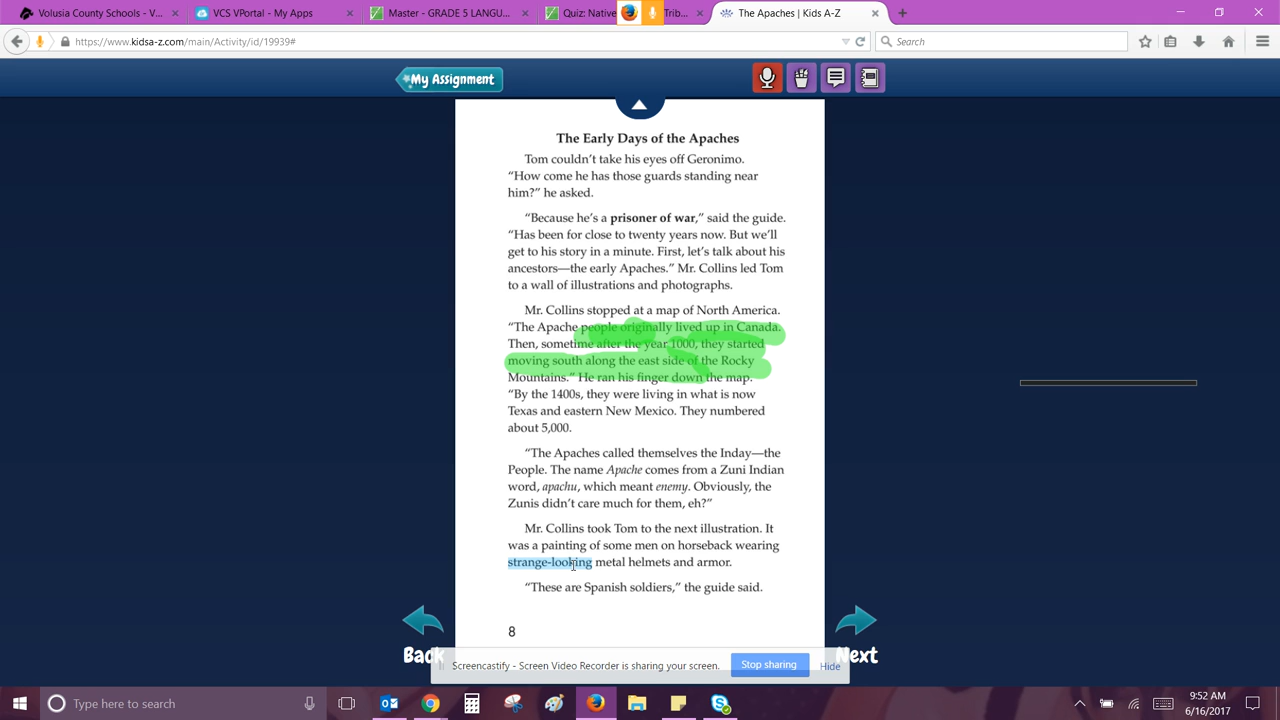 Volusia County Schools - V...
VCS VPortal - My Apps
Master - GRADE 5 LANGU...
Quiz: Native
Trib...
The Apaches | Kids A-Z
https://www.kidsa-z.com/main/Activity/id/19939#
Search
My Assignment
The Early Days of the Apaches
Tom couldn't take his eyes off Geronimo.
"How come he has those guards standing near
him?" he asked.
"Because he's a prisoner of war," said the guide.
"Has been for close to twenty years now. But we'll
get to his story in a minute. First, let's talk about his
ancestors—the early Apaches." Mr. Collins led Tom
to a wall of illustrations and photographs.
Mr. Collins stopped at a map of North America.
"The Apache people originally lived up in Canada.
Then, sometime after the year 1000, they started
moving south along the east side of the Rocky
Mountains." He ran his finger down the map.
"By the 1400s, they were living in what is now
Texas and eastern New Mexico. They numbered
about 5,000.
"The Apaches called themselves the Inday—the
People. The name Apache comes from a Zuni Indian
word, apachu, which meant enemy. Obviously, the
Zunis didn't care much for them, eh?"
Mr. Collins took Tom to the next illustration. It
was a painting of some men on horseback wearing
strange-looking metal helmets and armor.
"These are Spanish soldiers," the guide said.
8
Back
Next
Screencastify - Screen Video Recorder is sharing your screen.
Stop sharing
Hide
Type here to search
9:52 AM
6/16/2017